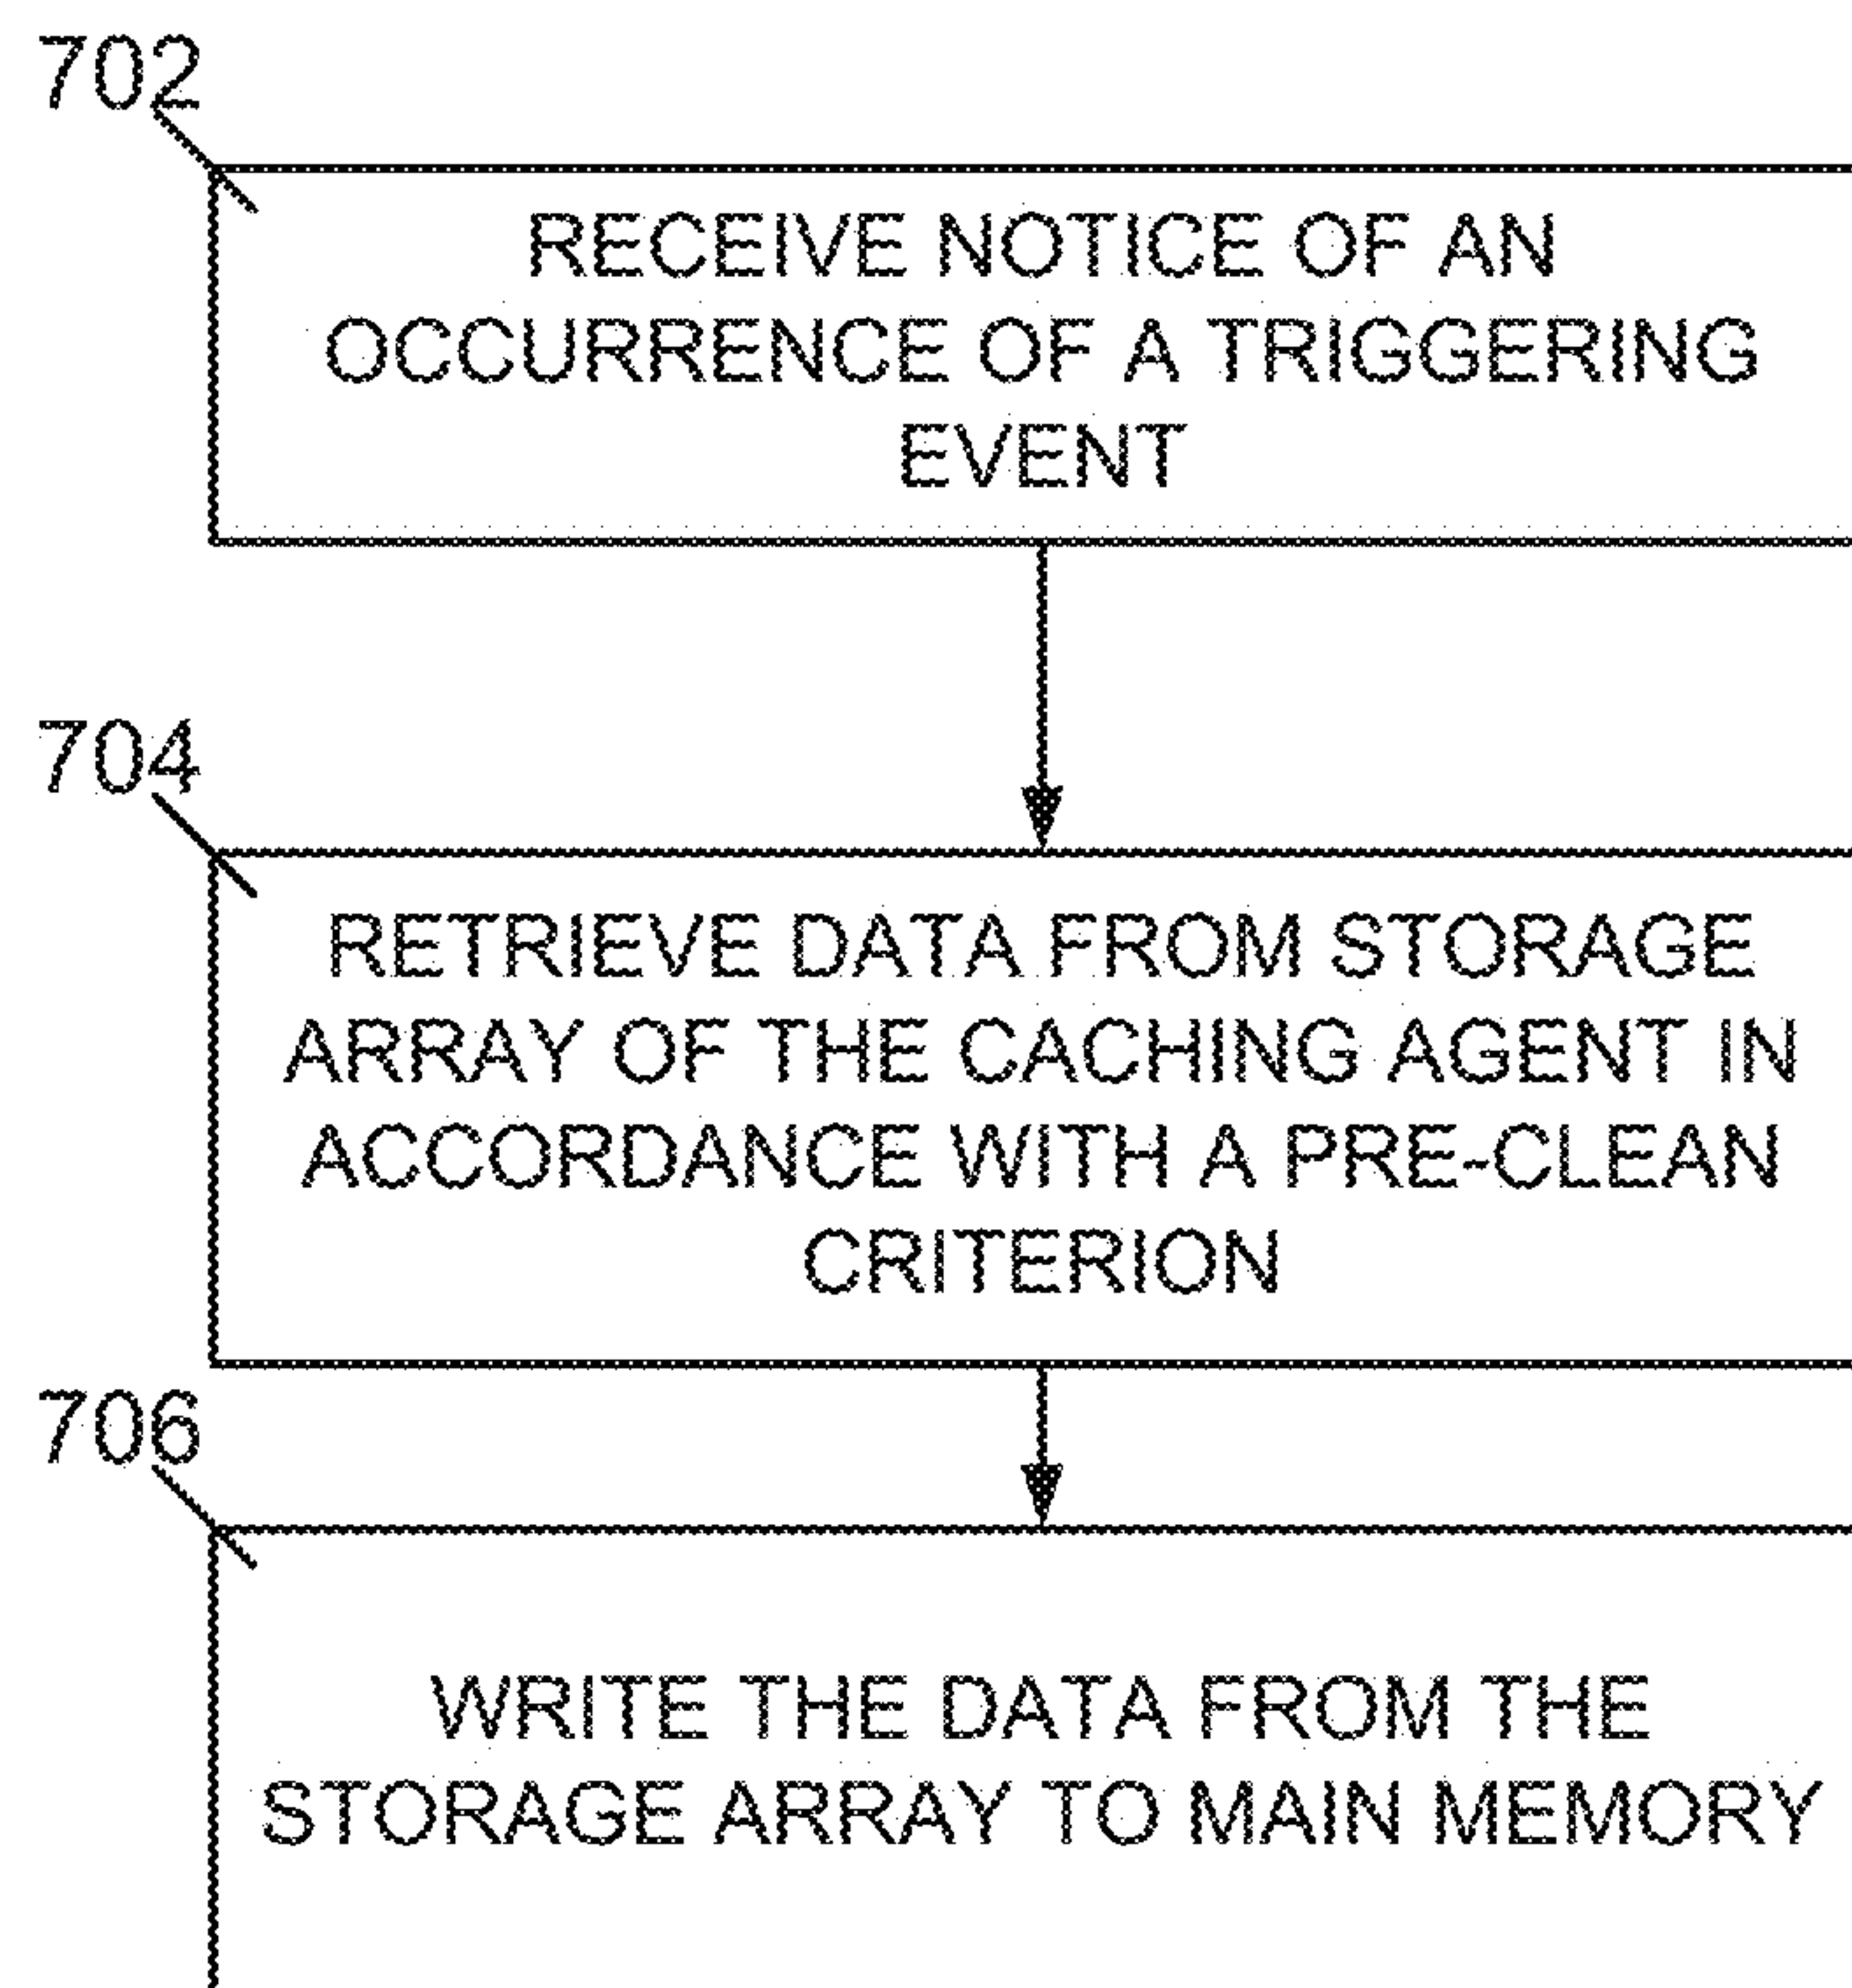 702
RECEIVE NOTICE OF AN
OCCURRENCE OF A TRIGGERING
EVENT
704
RETRIEVE DATA FROM STORAGE
ARRAY OF THE CACHING AGENT IN
ACCORDANCE WITH A PRE-CLEAN
CRITERION
706
WRITE THE DATA FROM THE
STORAGE ARRAY TO MAIN MEMORY